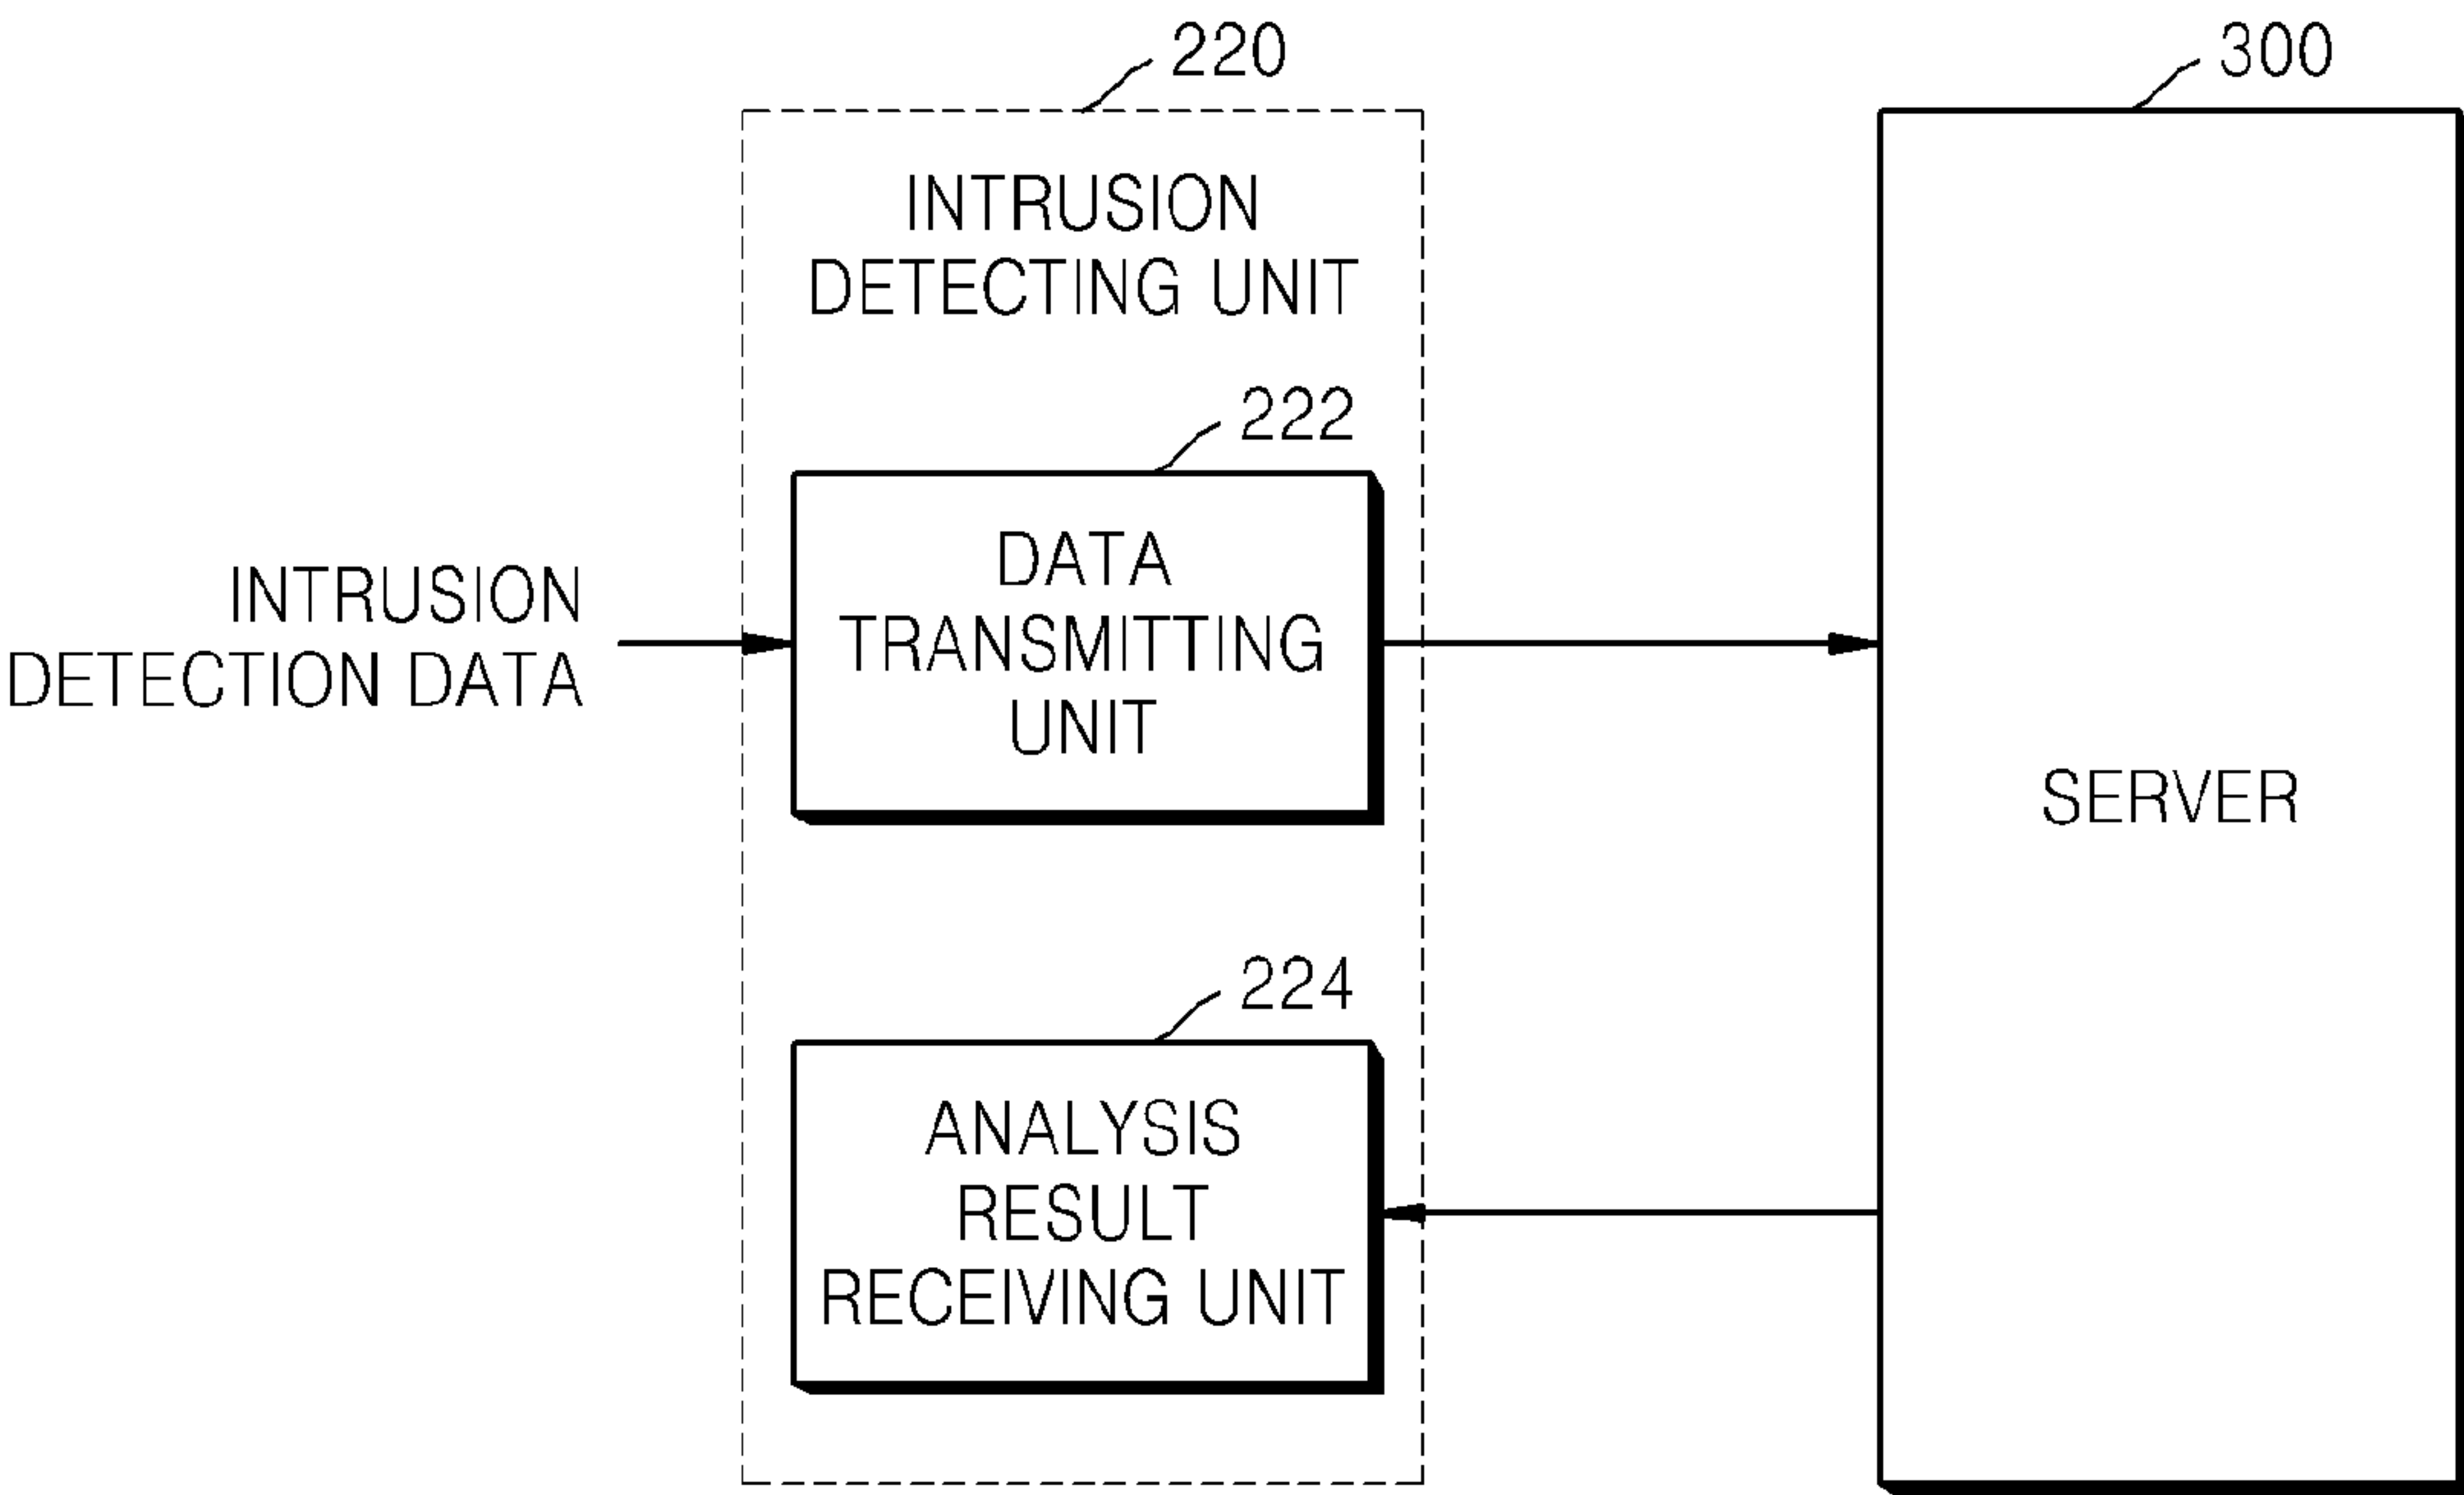 220
300
INTRUSION
DETECTING UNIT
222
INTRUSION
DETECTION DATA
DATA
TRANSMITTING
UNIT
SERVER
224
ANALYSIS
RESULT
RECEIVING UNIT